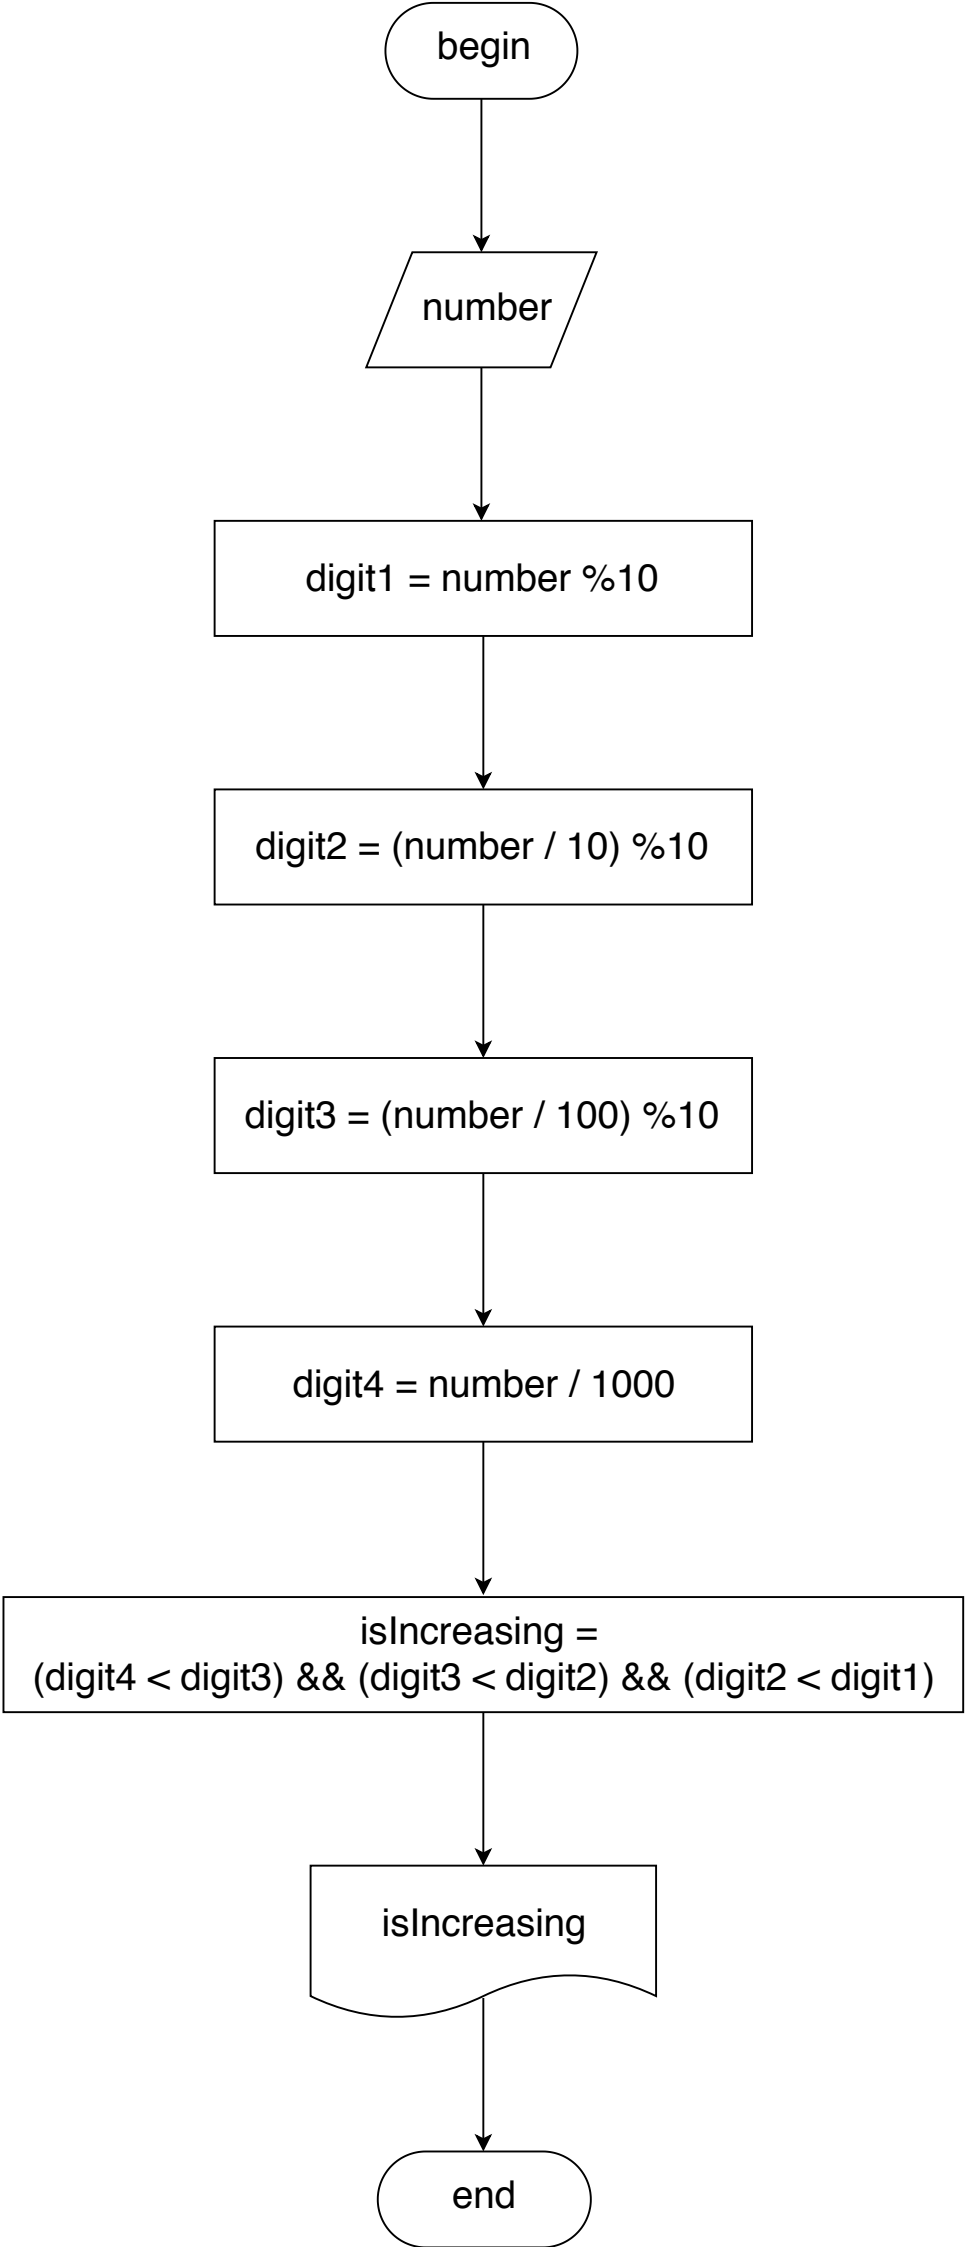 begin
number
digit1 = number %10
digit2 = (number / 10) %10
digit3 = (number / 100) %10
digit4 = number / 1000
isIncreasing =
(digit4 < digit3) && (digit3 < digit2) && (digit2 < digit1)
isIncreasing
end